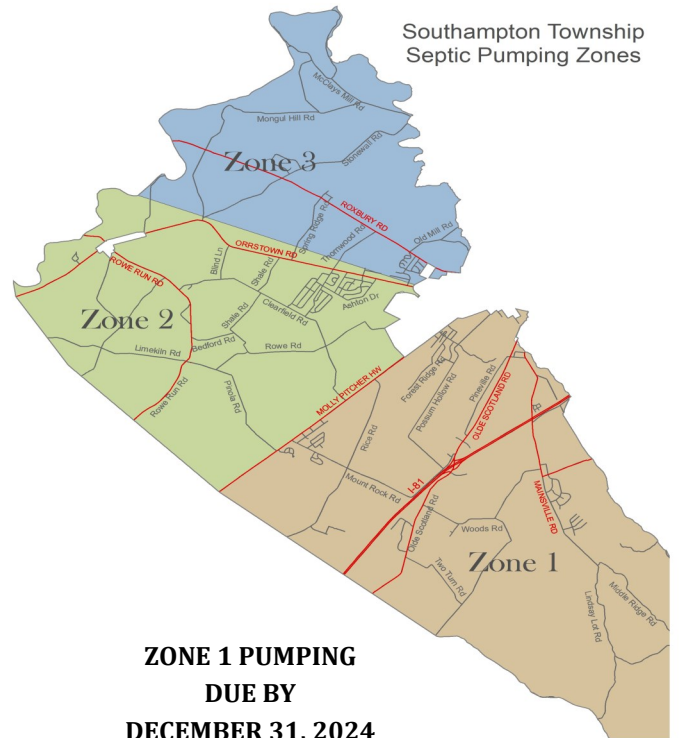 Southampton Township
Septic Pumping Zones
McClays Mill Rd
Mongul Hill Rd
Stonewall Rd
Zone 3
ROXBURY RD
Spring Ridge Rd
Thornwood Rd
Old Mill Rd
ORRSTOWN RD
Blind Ln
Shale Rd
ROWE RUN RD
Ashton Dr
Clearfield Rd
Zone 2
Shale Rd
Bedford Rd
Rowe Rd
Limekiln Rd
Pinola Rd
Rowe Run Rd
MOLLY PITCHER HW
Forest Ridge Rd
Possum Hollow Rd
Pineville Rd
OLDE SCOTLAND RD
Rice Rd
I-81
Mount Rock Rd
MAINSVILLE RD
Olde Scotland Rd
Woods Rd
Zone 1
Two Turn Rd
Middle Ridge Rd
Lindsay Lot Rd
ZONE 1 PUMPING
DUE BY
DECEMBER 31, 2024